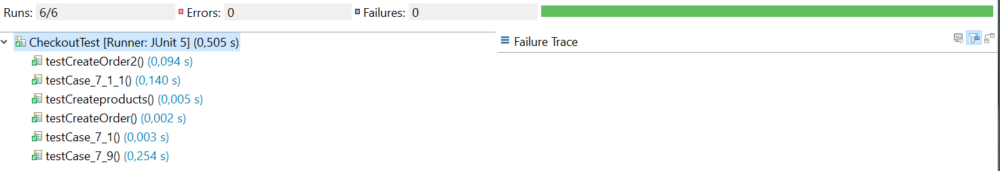 Runs: 6/6 Errors: 0 Failures: 0
CheckoutTest [Runner: JUnit 5] (0,505 s)
Failure Trace
testCreateOrder2() (0,094 s)
testCase_7_1_1() (0,140 s)
testCreateproducts() (0,005 s)
testCreateOrder() (0,002 s)
testCase_7_1() (0,003 s)
testCase_7_9() (0,254 s)